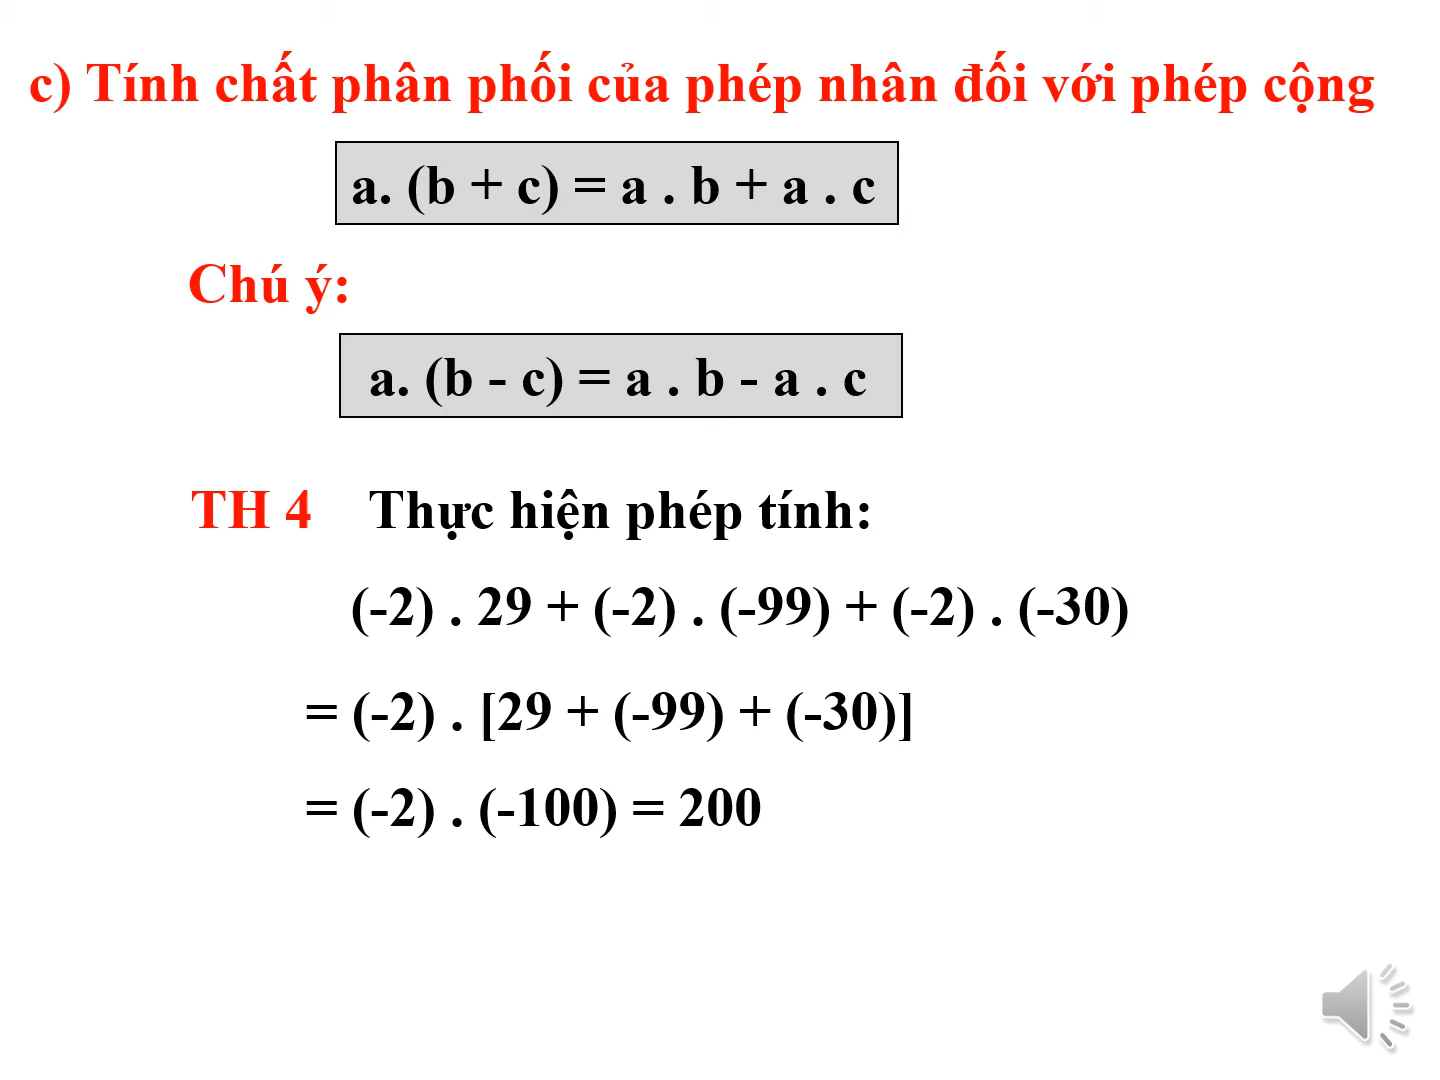 c) Tính chất phân phối của phép nhân đối với phép cộng
a. (b + c) = a . b + a . c
Chú ý:
a. (b - c) = a . b - a . c
TH 4 Thực hiện phép tính:
(-2) . 29 + (-2) . (-99) + (-2) . (-30)
= (-2) . [29 + (-99) + (-30)]
= (-2) . (-100) = 200